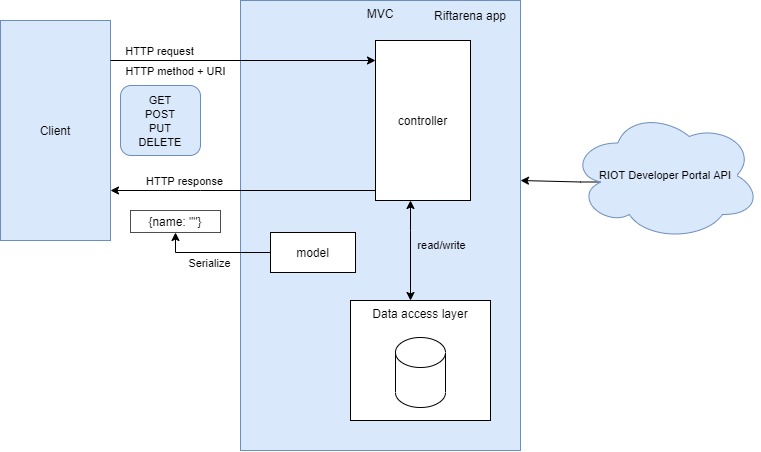 MVC
Riftarena app
HTTP request
HTTP method + URI
GET
POST
PUT
DELETE
Client
controller
RIOT Developer Portal API
HTTP response
{name: ""}
model
read/write
Serialize
Data access layer